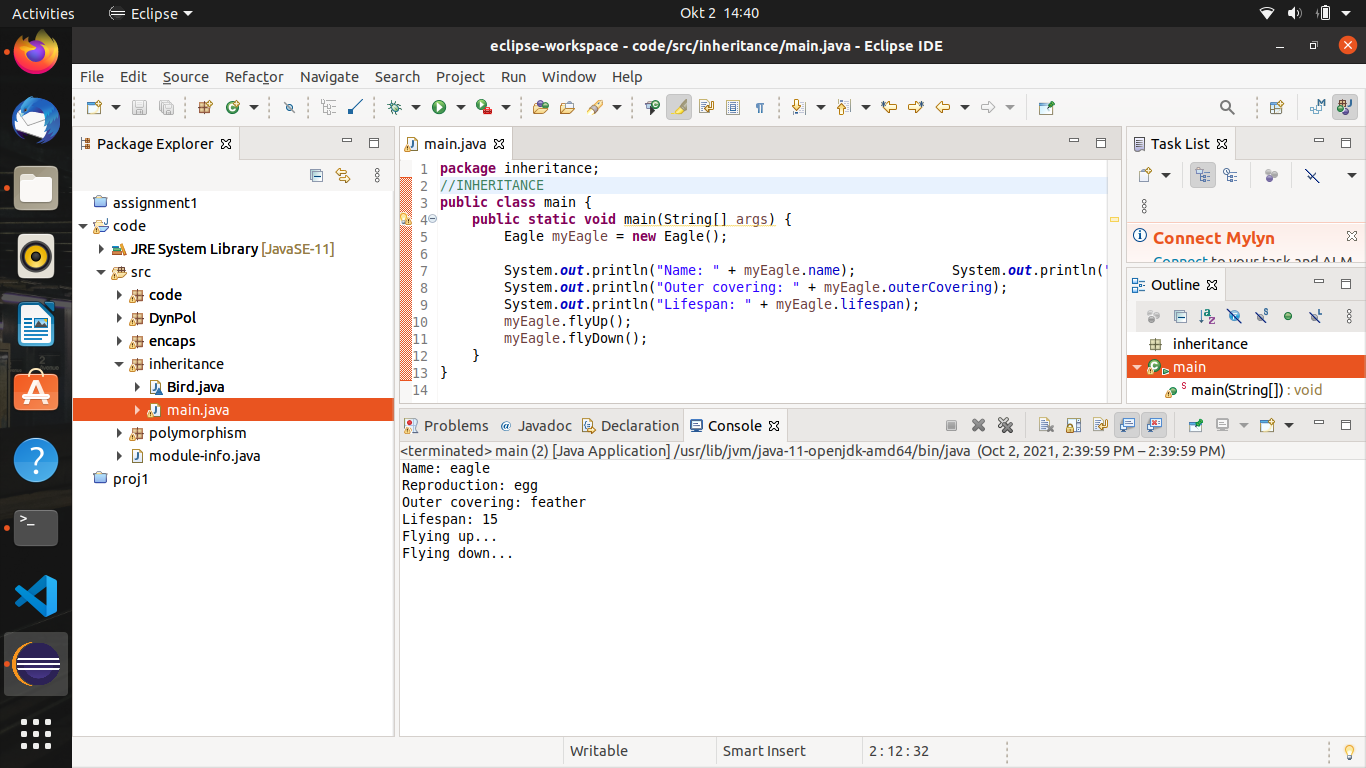 Activities
Eclipse
Okt 2 14:40
eclipse-workspace - code/src/inheritance/main.java - Eclipse IDE
File Edit Source Refactor Navigate Search Project Run Window Help
Package Explorer
assignment1
code
JRE System Library [JavaSE-11]
src
code
DynPol
encaps
inheritance
Bird.java
main.java
polymorphism
module-info.java
proj1
main.java
1 package inheritance;
2 //INHERITANCE
3 public class main {
4 public static void main(String[] args) {
5 Eagle myEagle = new Eagle();
6
7 System.out.println("Name: " + myEagle.name); System.out.println("
8 System.out.println("Outer covering: " + myEagle.outerCovering);
9 System.out.println("Lifespan: " + myEagle.lifespan);
10 myEagle.flyUp();
11 myEagle.flyDown();
12 }
13 }
14
Task List
Connect Mylyn
Connect to your task and ALM
Outline
inheritance
main
main(String[]) : void
Problems Javadoc Declaration Console
<terminated> main (2) [Java Application] /usr/lib/jvm/java-11-openjdk-amd64/bin/java (Oct 2, 2021, 2:39:59 PM – 2:39:59 PM)
Name: eagle
Reproduction: egg
Outer covering: feather
Lifespan: 15
Flying up...
Flying down...
Writable
Smart Insert
2 : 12 : 32